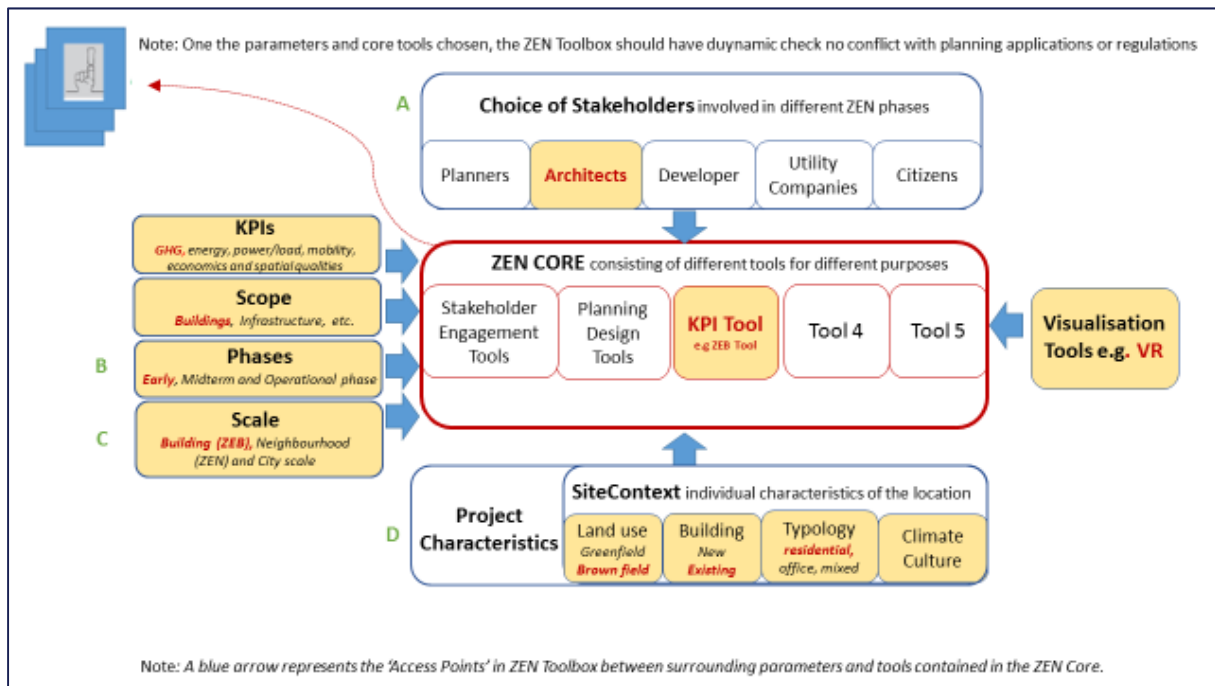 Note: One the parameters and core tools chosen, the ZEN Toolbox should have duynamic check no conflict with planning applications or regulations
A
Choice of Stakeholders involved in different ZEN phases
Planners
Architects
Developer
Utility
Companies
Citizens
KPIs
GHG, energy, power/load, mobility,
economics and spatial qualities
Scope
Buildings, Infrastructure, etc.
B
Phases
Early, Midterm and Operational phase
C
Scale
Building (ZEB), Neighbourhood
(ZEN) and City scale
ZEN CORE consisting of different tools for different purposes
Stakeholder
Engagement
Tools
Planning
Design
Tools
KPI Tool
e.g ZEB Tool
Tool 4
Tool 5
Visualisation
Tools e.g. VR
D
Project
Characteristics
SiteContext individual characteristics of the location
Land use
Greenfield
Brown field
Building
New
Existing
Typology
residential,
office, mixed
Climate
Culture
Note: A blue arrow represents the 'Access Points' in ZEN Toolbox between surrounding parameters and tools contained in the ZEN Core.